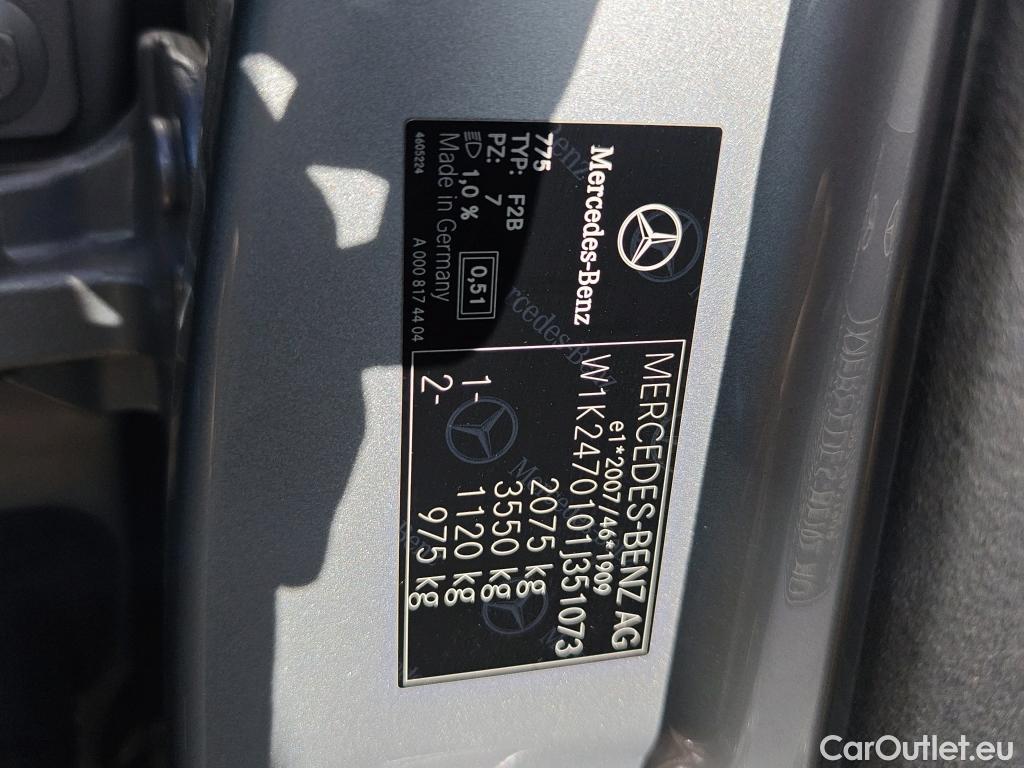 Mercedes-Benz
775
TYP: F2B
PZ: 7
1,0 %
0,51
Made in Germany
4605224
A 000 817 44 04
MERCEDES-BENZ AG
e1*2007/46*1909
W1K2470101J351073
2075 kg
3550 kg
1- 1120 kg
2- 975 kg
CarOutlet.eu